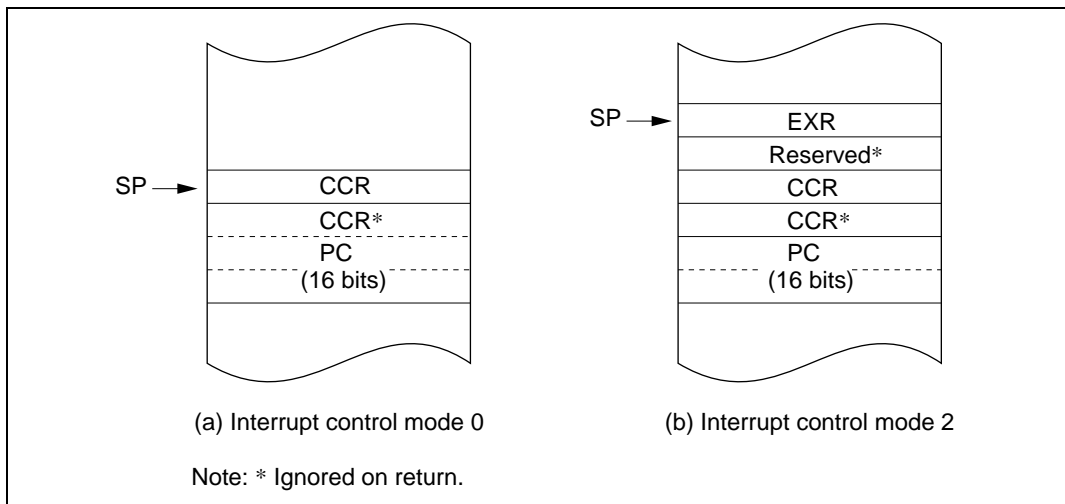 SP
CCR
CCR*
PC
(16 bits)
(a) Interrupt control mode 0
SP
EXR
Reserved*
CCR
CCR*
PC
(16 bits)
(b) Interrupt control mode 2
Note: * Ignored on return.